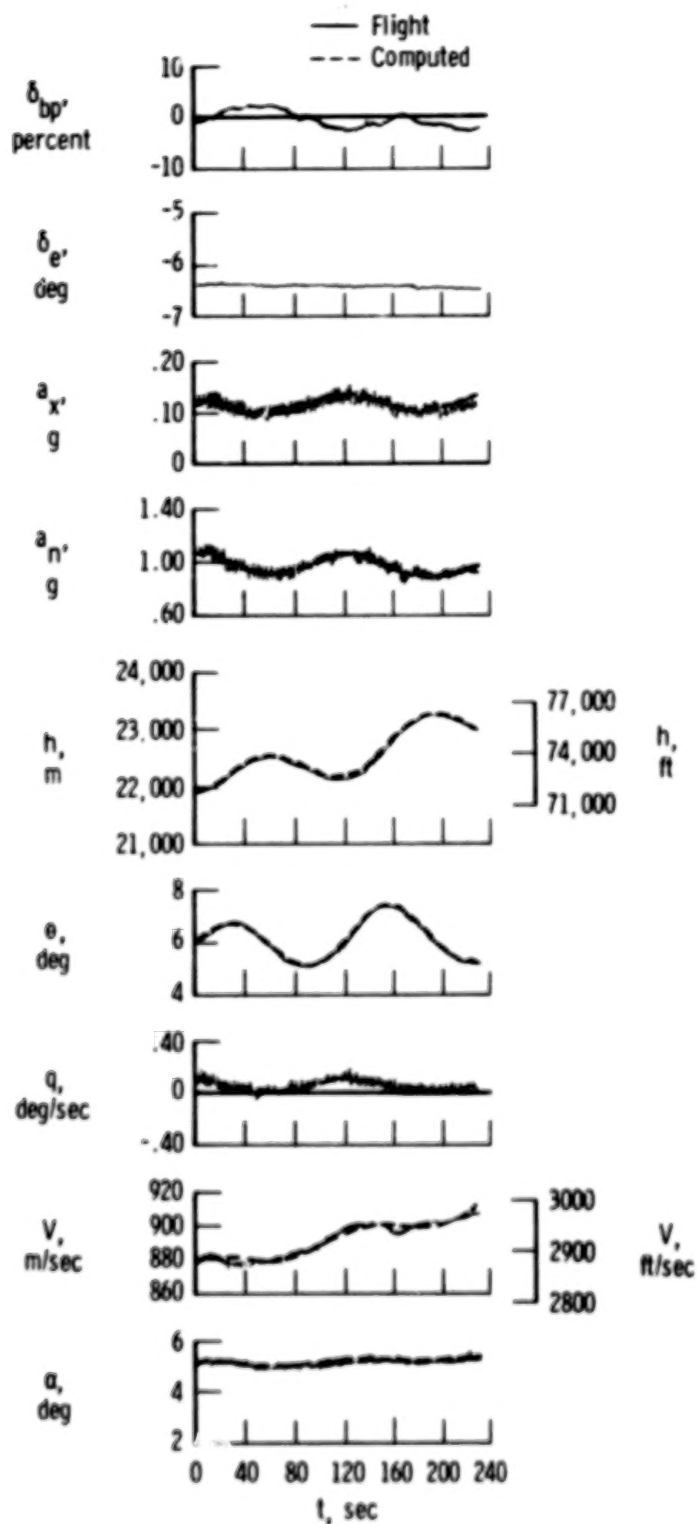 Flight
Computed
δbp,
percent
10
0
-10
δe,
deg
-5
-6
-7
ax,
g
.20
.10
0
an,
g
1.40
1.00
.60
h,
m
24,000
23,000
22,000
21,000
77,000
74,000
71,000
h,
ft
θ,
deg
8
6
4
q,
deg/sec
.40
0
-.40
V,
m/sec
920
900
880
860
3000
2900
2800
V,
ft/sec
α,
deg
6
4
2
0 40 80 120 160 200 240
t, sec